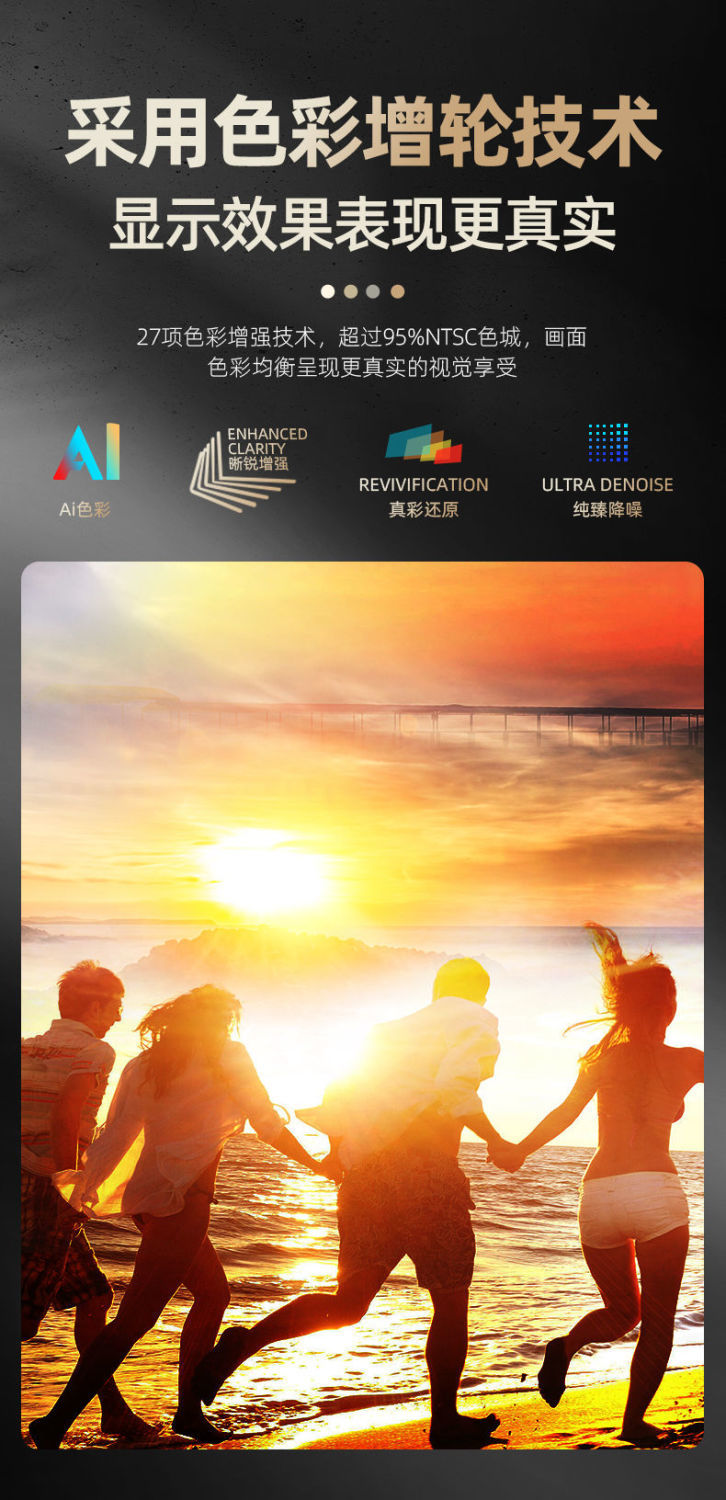 采用色彩增轮技术
显示效果表现更真实
27项色彩增强技术，超过95%NTSC色城，画面
色彩均衡呈现更真实的视觉享受
AI
Ai色彩
ENHANCED
CLARITY
晰锐增强
REVIVIFICATION
真彩还原
ULTRA DENOISE
纯臻降噪